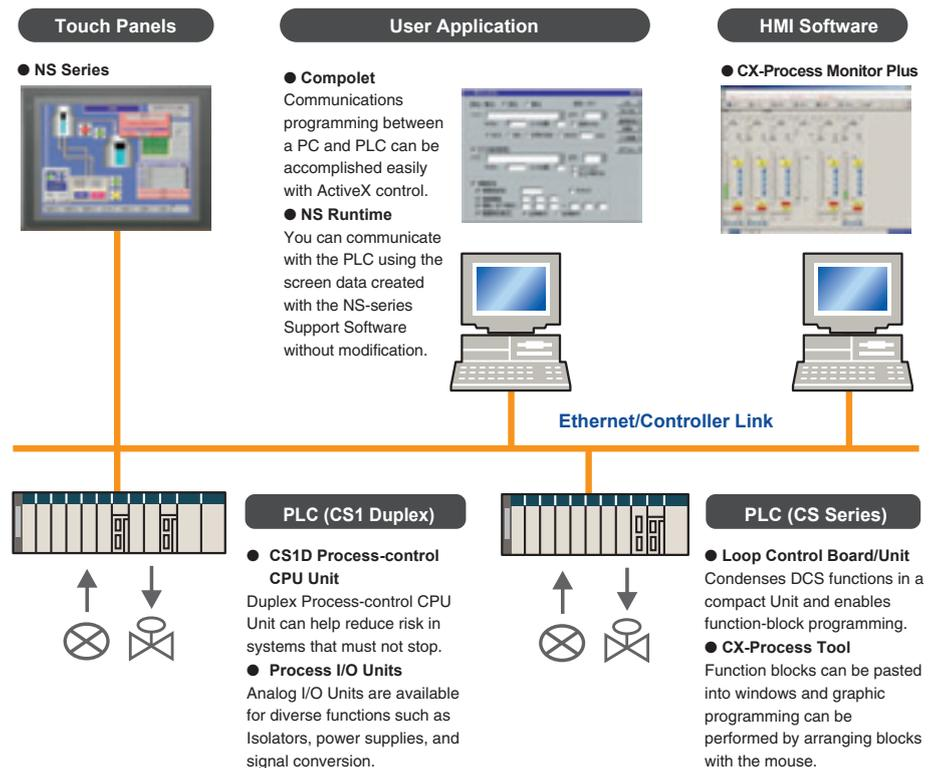 Touch Panels
User Application
HMI Software
● NS Series
● Compolet
Communications
programming between
a PC and PLC can be
accomplished easily
with ActiveX control.
● NS Runtime
You can communicate
with the PLC using the
screen data created
with the NS-series
Support Software
without modification.
● CX-Process Monitor Plus
Ethernet/Controller Link
PLC (CS1 Duplex)
● CS1D Process-control
CPU Unit
Duplex Process-control CPU
Unit can help reduce risk in
systems that must not stop.
● Process I/O Units
Analog I/O Units are available
for diverse functions such as
Isolators, power supplies, and
signal conversion.
PLC (CS Series)
● Loop Control Board/Unit
Condenses DCS functions in a
compact Unit and enables
function-block programming.
● CX-Process Tool
Function blocks can be pasted
into windows and graphic
programming can be
performed by arranging blocks
with the mouse.